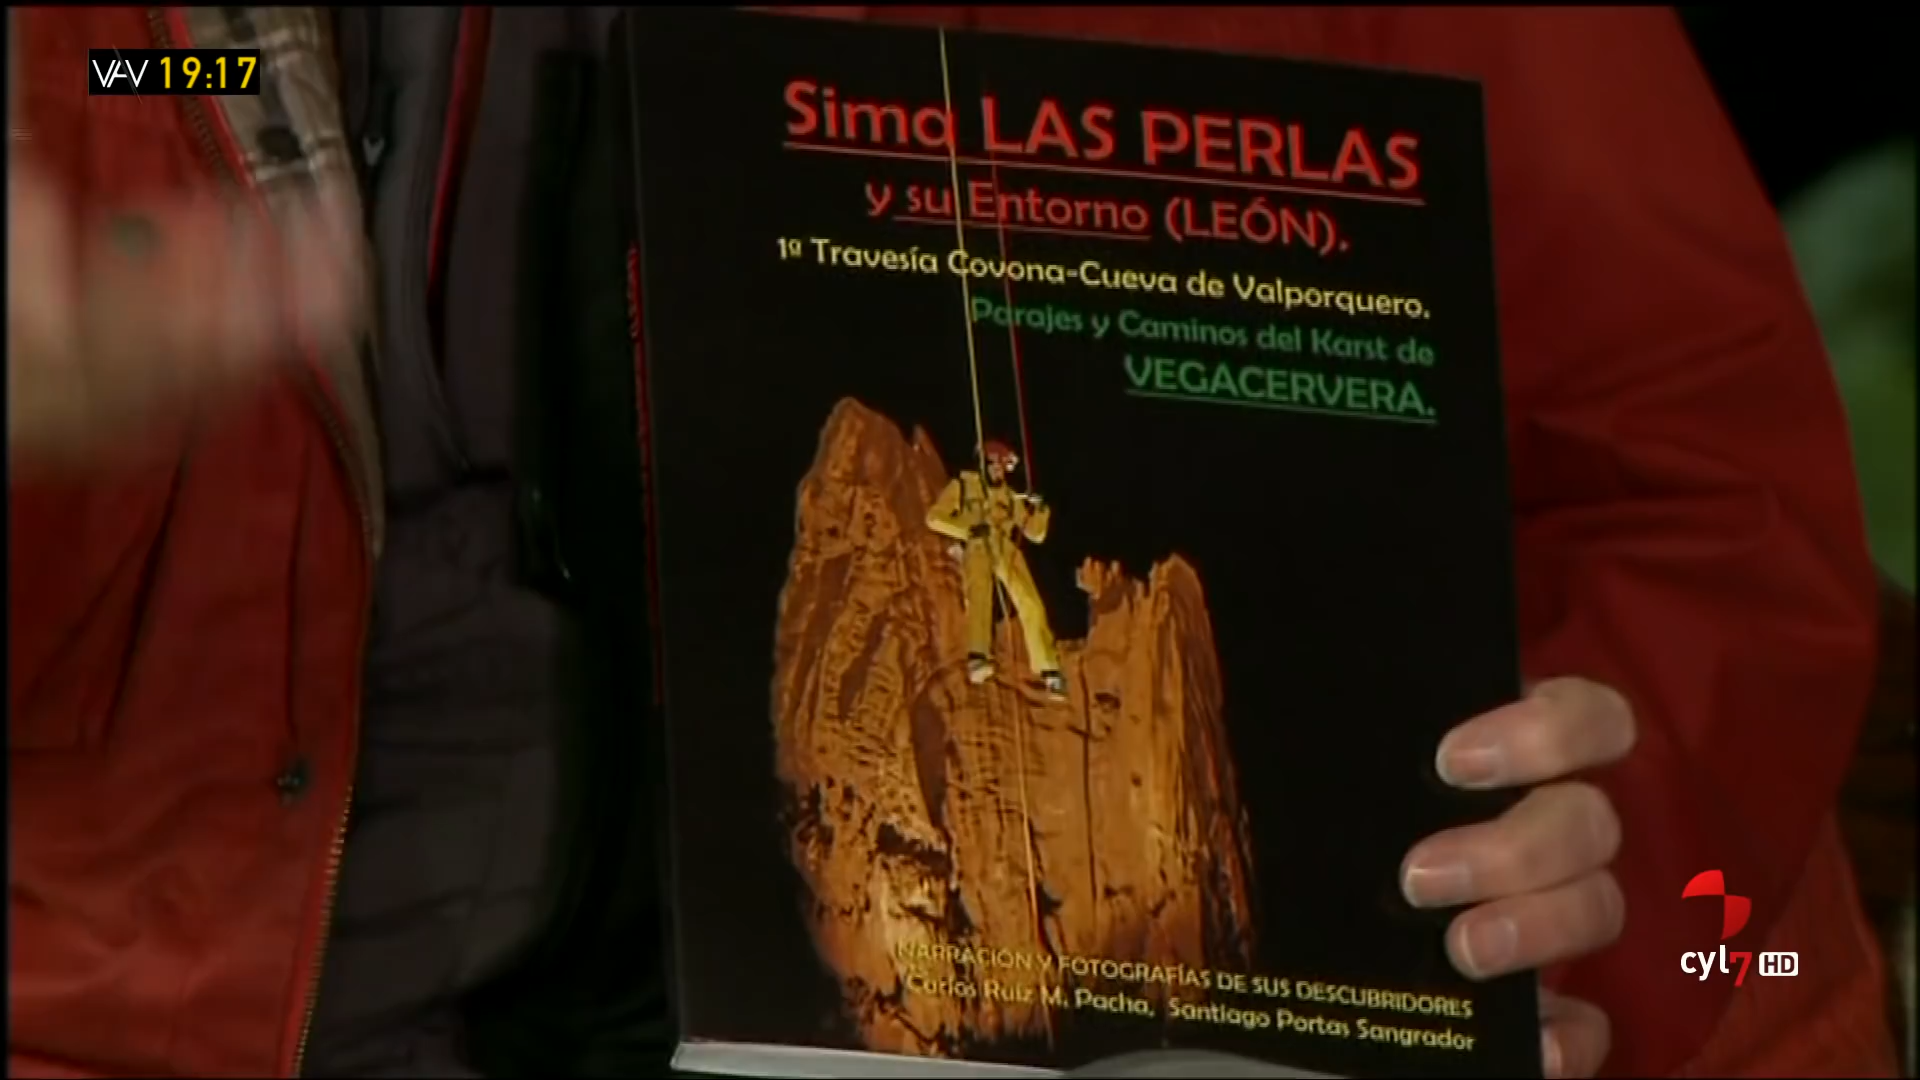 VAV 19:17
Sima LAS PERLAS
y su Entorno (LEÓN).
1ª Travesía Covona-Cueva de Valporquero.
Parajes y Caminos del Karst de
VEGACERVERA.
NARRACIÓN Y FOTOGRAFÍAS DE SUS DESCUBRIDORES
Carlos Ruiz M. Pacha, Santiago Portas Sangrador
cyl7 HD